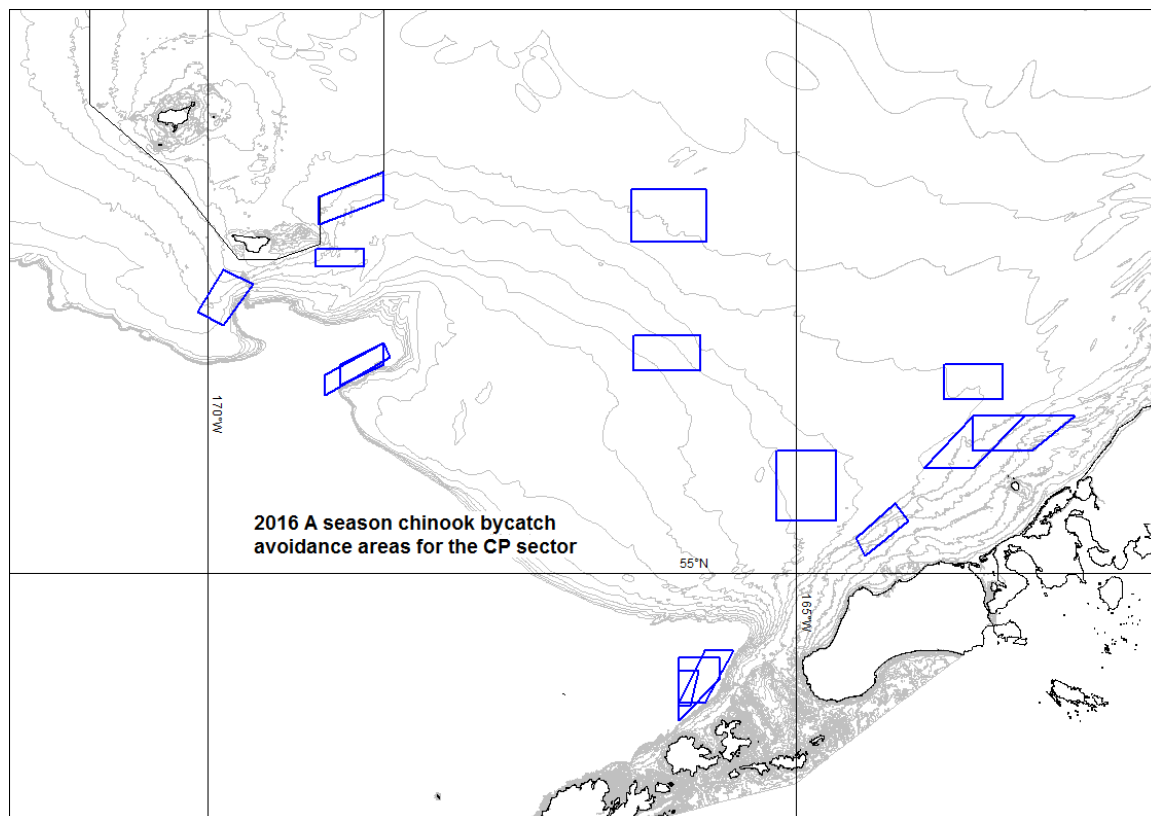 170°W
2016 A season chinook bycatch
avoidance areas for the CP sector
55°N
165°W